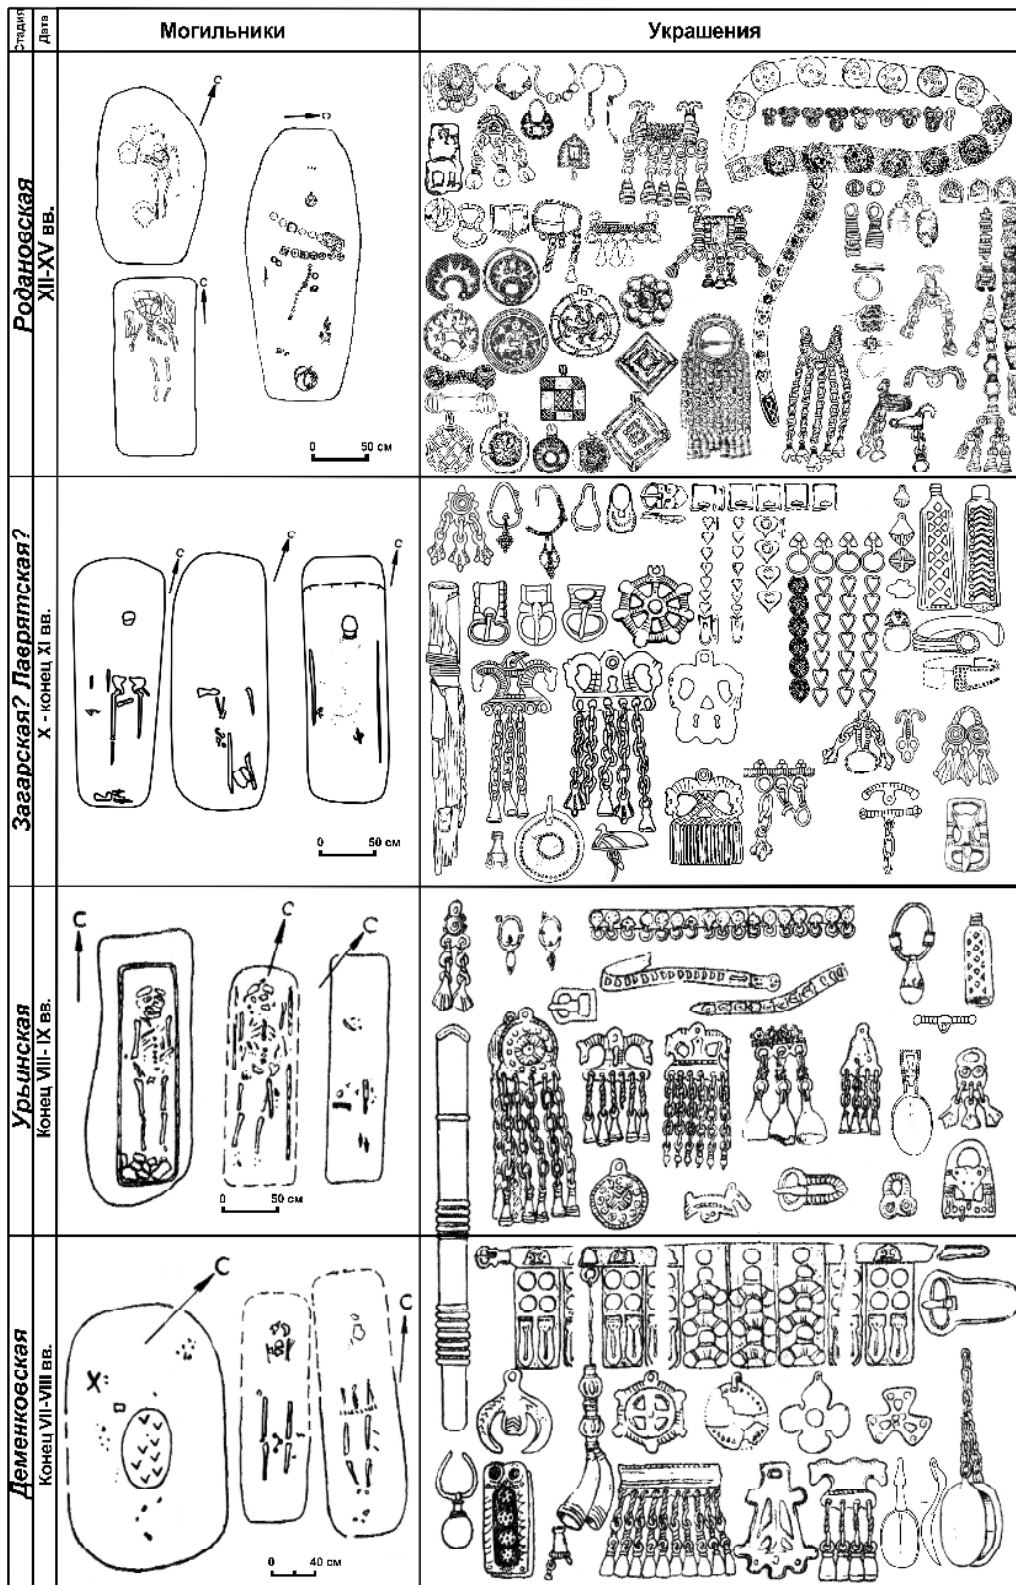 Стадия
Дата
Могильники
Украшения
Родановская
XII-XV вв.
С
С
С
0 50 см
Загарская? Лаврятская?
X - конец XI вв.
С
С
С
0 50 см
Урьинская
Конец VIII- IX вв.
С
С
С
0 50 см
Деменковская
Конец VII-VIII вв.
С
С
0 40 см